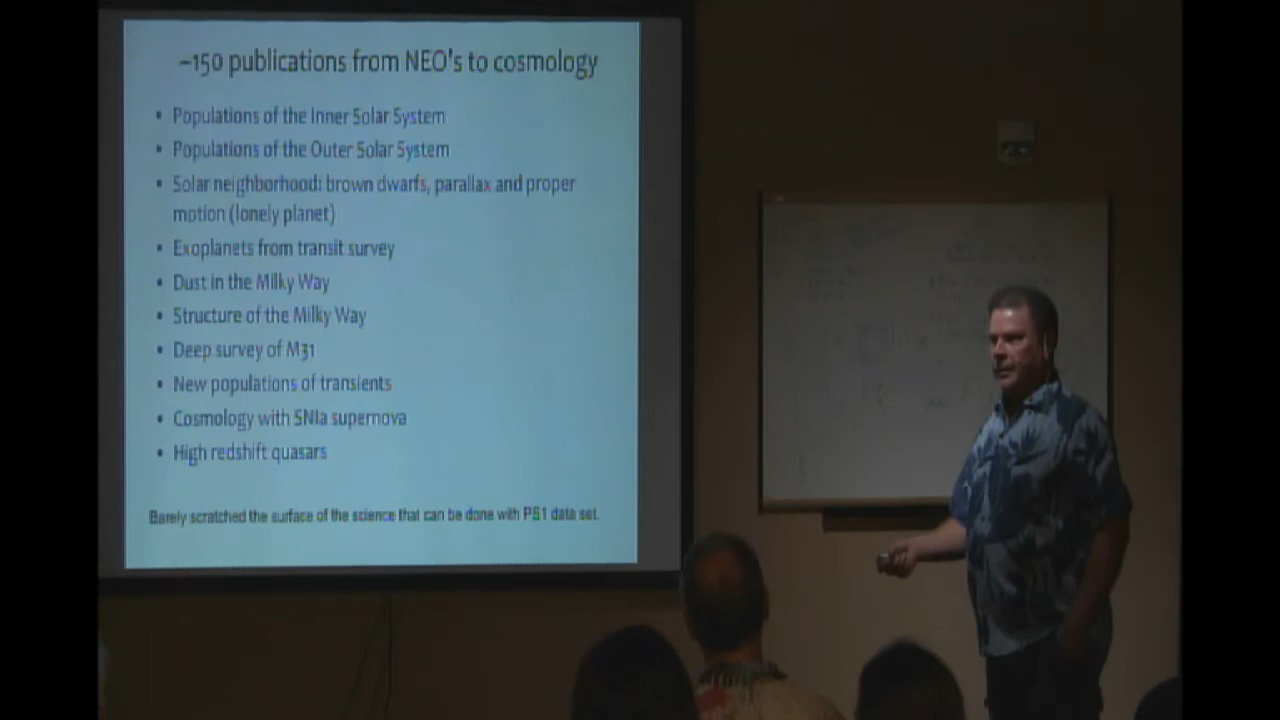 ~150 publications from NEO's to cosmology
• Populations of the Inner Solar System
• Populations of the Outer Solar System
• Solar neighborhood: brown dwarfs, parallax and proper
motion (lonely planet)
• Exoplanets from transit survey
• Dust in the Milky Way
• Structure of the Milky Way
• Deep survey of M31
• New populations of transients
• Cosmology with SNIa supernova
• High redshift quasars
Barely scratched the surface of the science that can be done with PS1 data set.